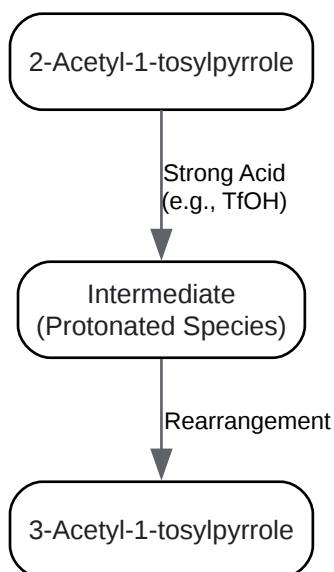 2-Acetyl-1-tosylpyrrole
Strong Acid
(e.g., TfOH)
Intermediate
(Protonated Species)
Rearrangement
3-Acetyl-1-tosylpyrrole